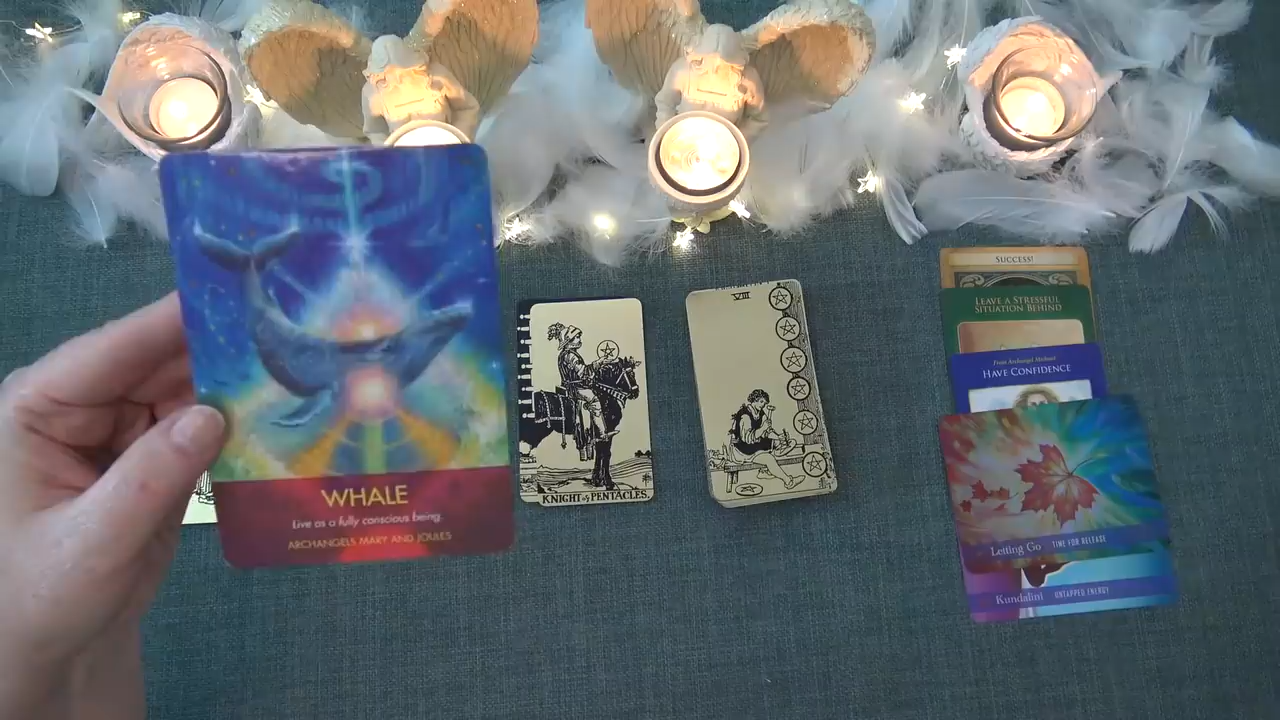 WHALE
Live as a fully conscious being.
ARCHANGELS MARY AND JOULES
KNIGHT of PENTACLES.
VIII
SUCCESS!
LEAVE A STRESSFUL
SITUATION BEHIND
From Archangel Michael:
HAVE CONFIDENCE
Letting Go TIME FOR RELEASE
Kundalini UNTAPPED ENERGY